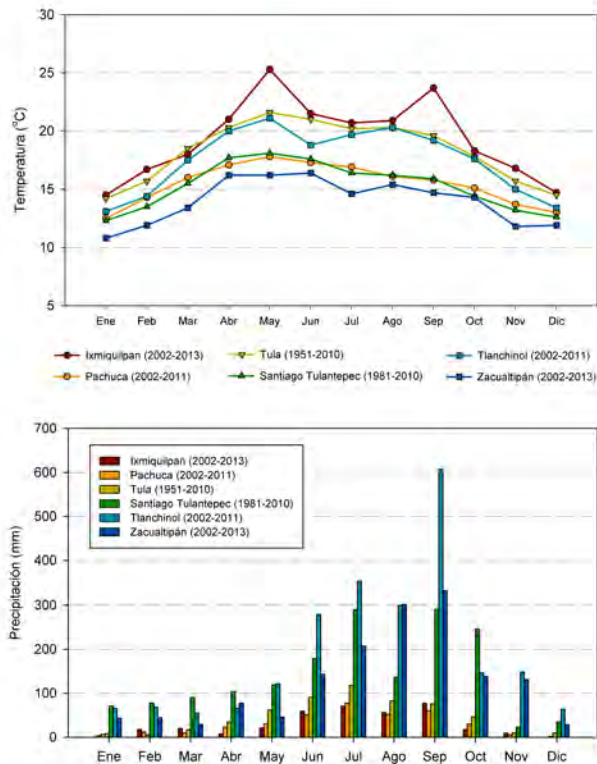 30
25
20
15
10
5
Temperatura (°C)
Ene Feb Mar Abr May Jun Jul Ago Sep Oct Nov Dic
Ixmiquilpan (2002-2013) Tula (1951-2010) Tlanchinol (2002-2011)
Pachuca (2002-2011) Santiago Tulantepec (1981-2010) Zacualtipán (2002-2013)
700
600
500
400
300
200
100
0
Precipitación (mm)
Ixmiquilpan (2002-2013)
Pachuca (2002-2011)
Tula (1951-2010)
Santiago Tulantepec (1981-2010)
Tlanchinol (2002-2011)
Zacualtipán (2002-2013)
Ene Feb Mar Abr May Jun Jul Ago Sep Oct Nov Dic